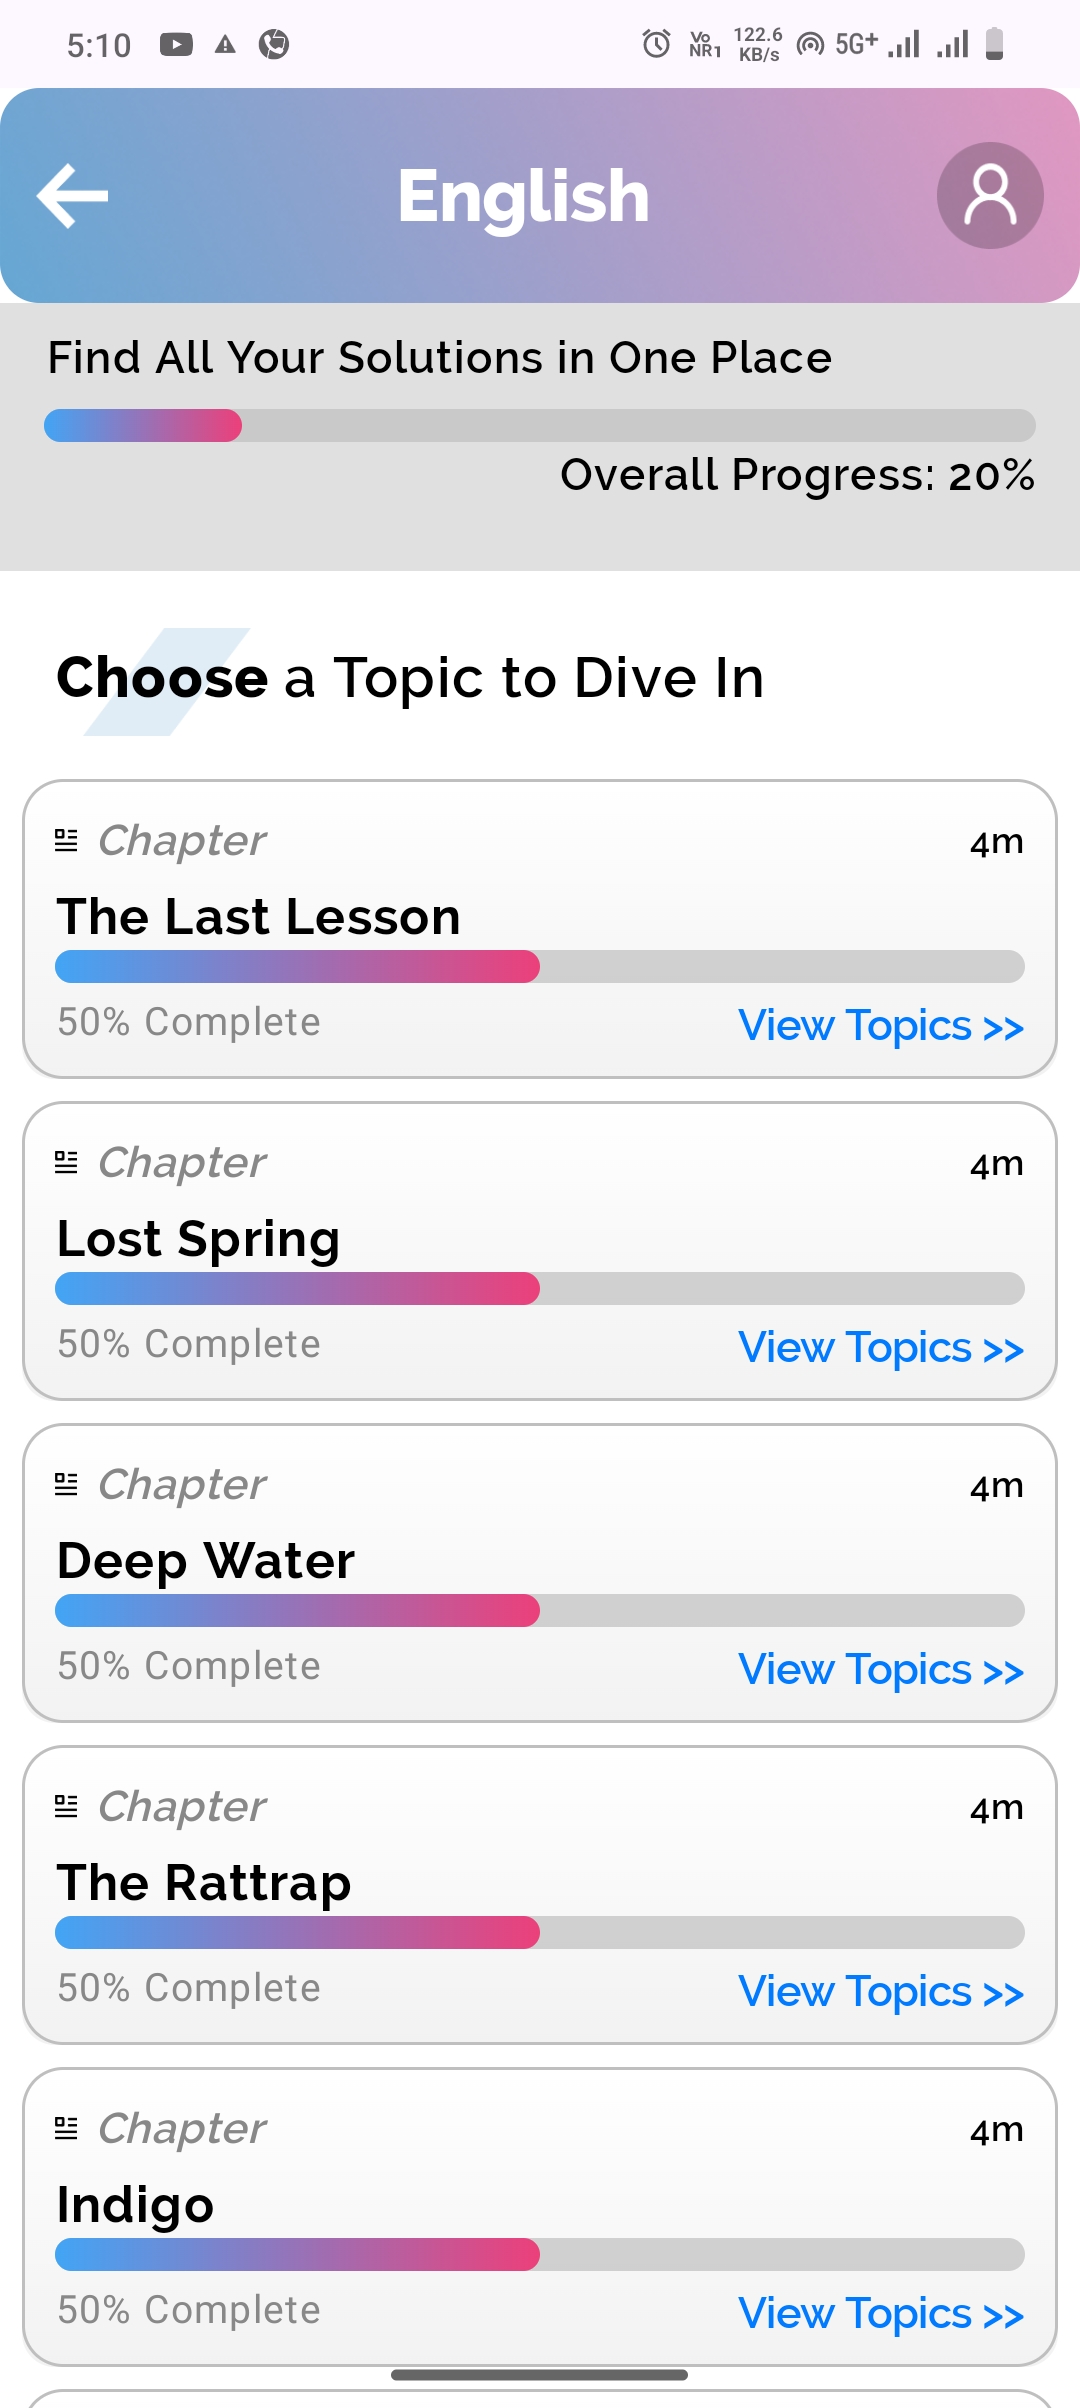 5:10 Vo NR1 122.6 KB/s 5G+
English
Find All Your Solutions in One Place
Overall Progress: 20%
Choose a Topic to Dive In
Chapter 4m
The Last Lesson
50% Complete View Topics >>
Chapter 4m
Lost Spring
50% Complete View Topics >>
Chapter 4m
Deep Water
50% Complete View Topics >>
Chapter 4m
The Rattrap
50% Complete View Topics >>
Chapter 4m
Indigo
50% Complete View Topics >>